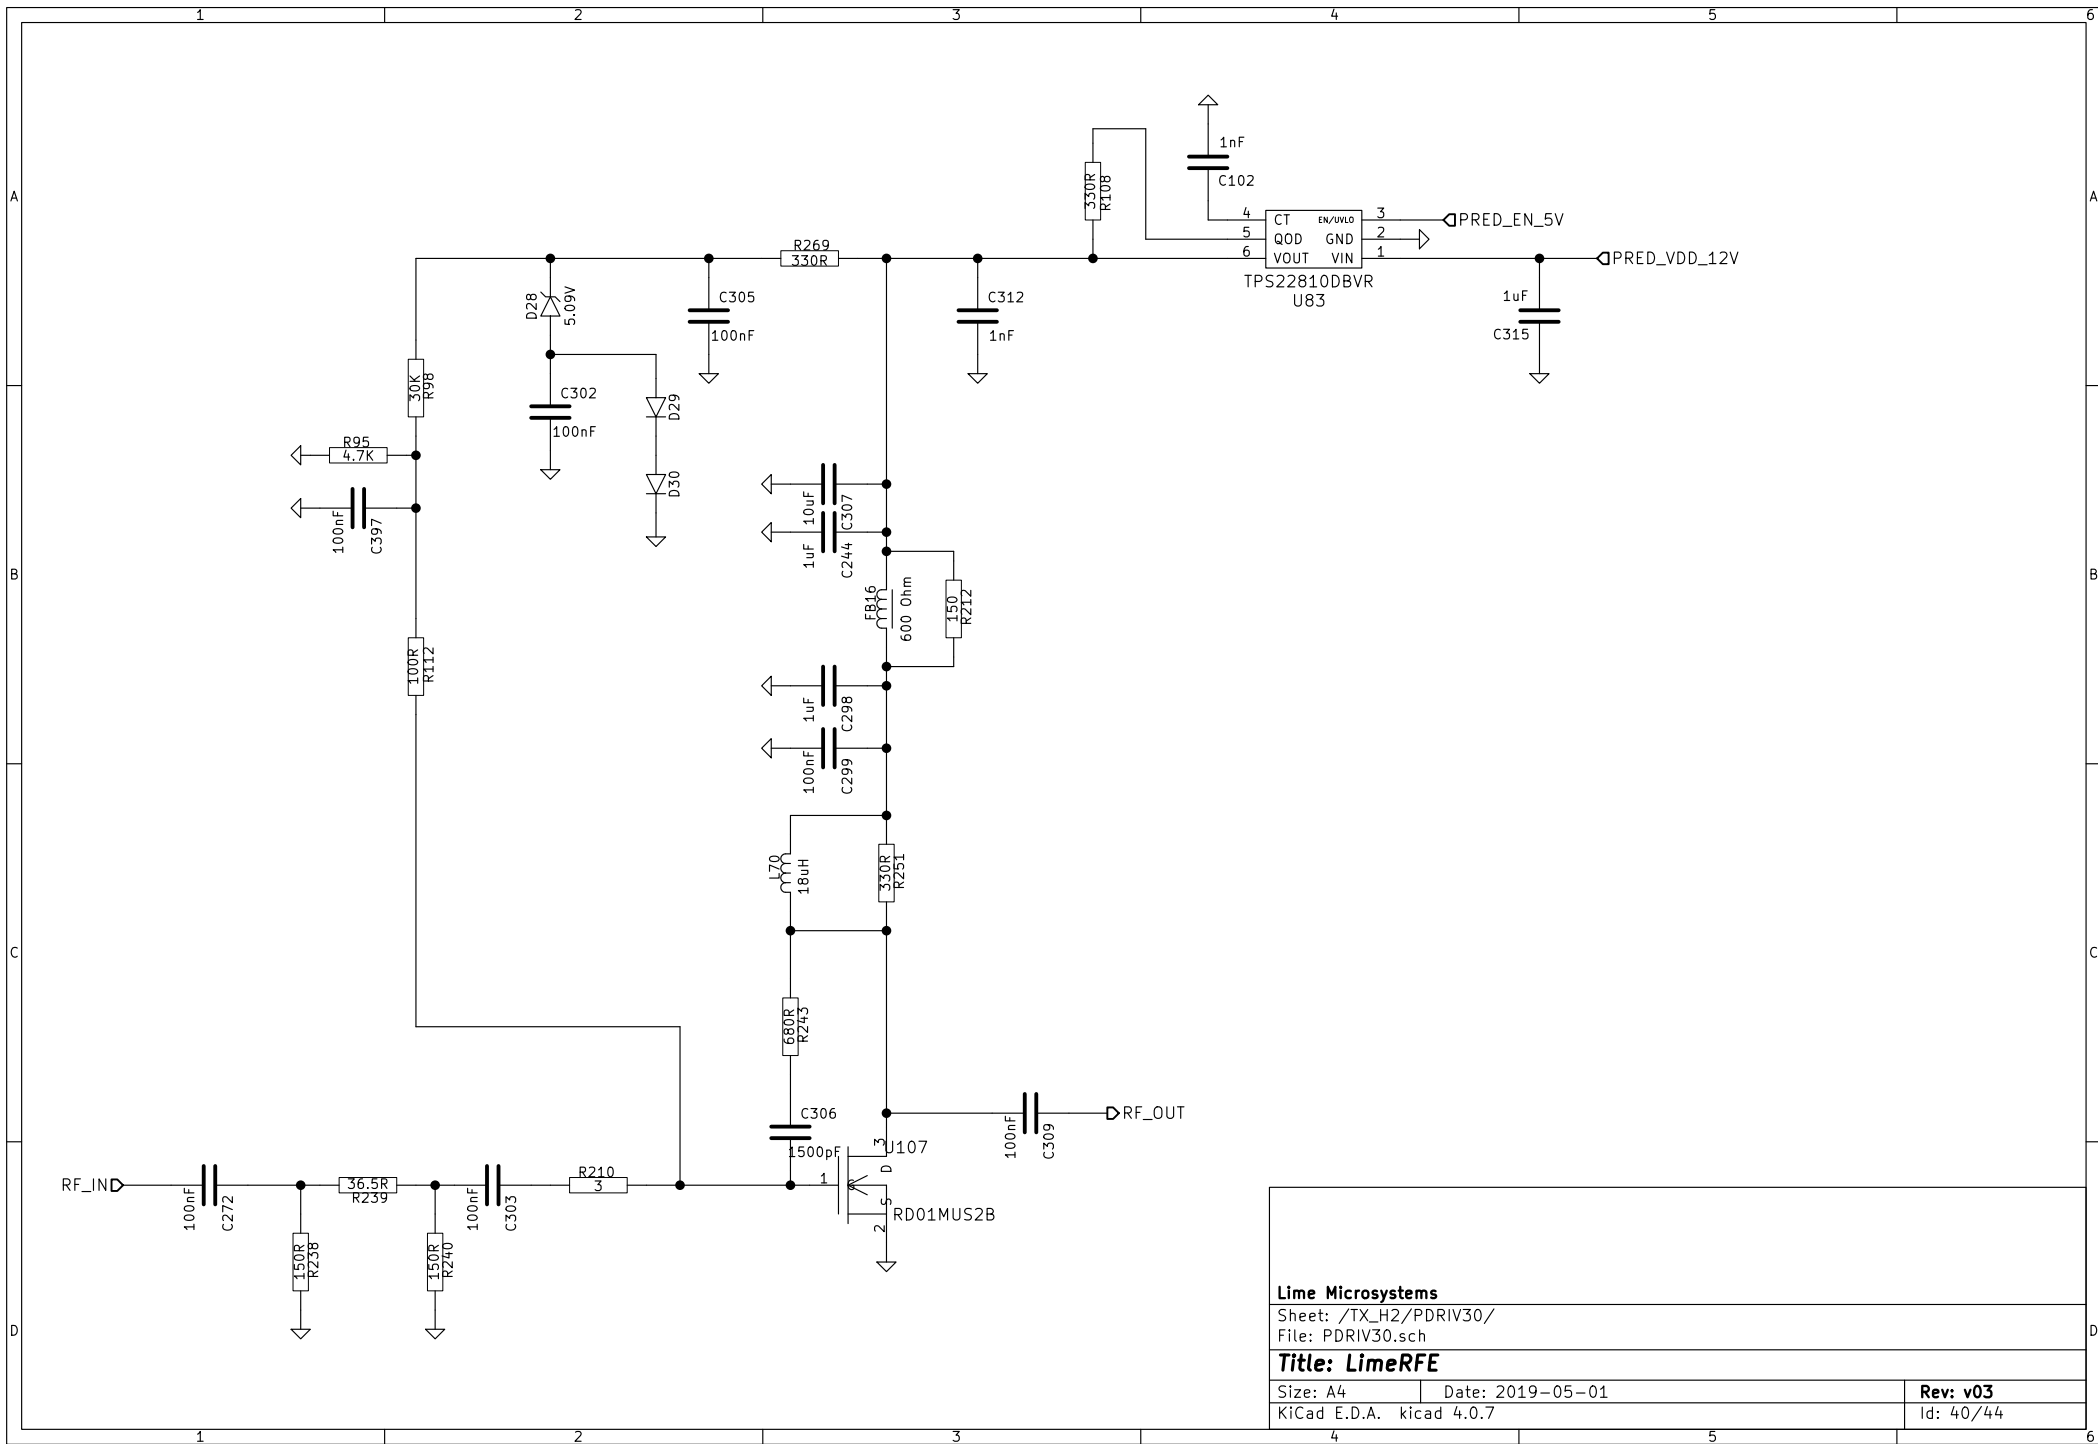 1 2 3 4 5 6
A
A
1nF
C102
330R
R108
4 CT EN/UVLO 3 PRED_EN_5V
5 QOD GND 2
6 VOUT VIN 1 PRED_VDD_12V
TPS22810DBVR
U83
R269
330R
D28
5.09V
C305
100nF
C312
1nF
1uF
C315
30K
R98
C302
100nF
D29
R95
4.7K
D30
100nF
C397
10uF
C307
1uF
C244
B
B
FB16
600 Ohm
150
R212
100R
R112
1uF
C298
100nF
C299
L70
18uH
330R
R251
C
C
680R
R243
C306
1500pF
100nF
C309
RF_OUT
3
U107
D
1
G
S
2
RD01MUS2B
RF_IN
100nF
C272
36.5R
R239
100nF
C303
R210
3
150R
R238
150R
R240
Lime Microsystems
Sheet: /TX_H2/PDRIV30/
File: PDRIV30.sch
D
D
Title: LimeRFE
Size: A4 Date: 2019-05-01 Rev: v03
KiCad E.D.A. kicad 4.0.7 Id: 40/44
1 2 3 4 5 6